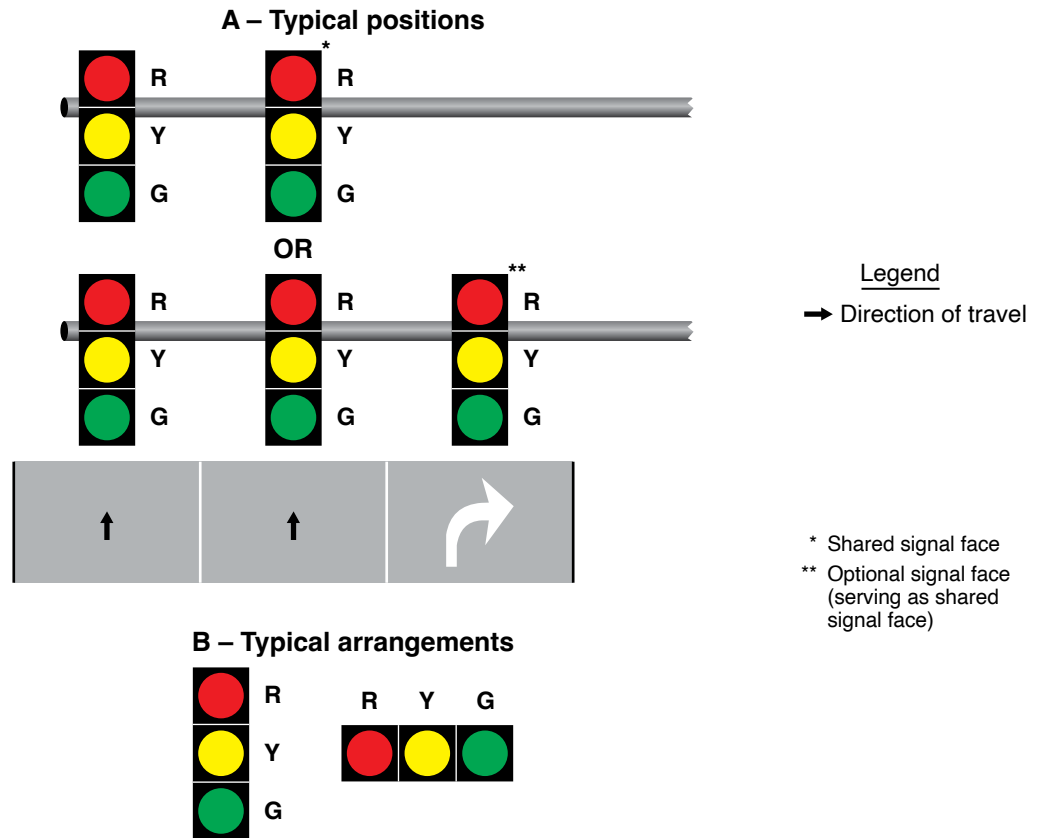 A – Typical positions
*
R R
Y Y
G G
OR
**
R R R
Y Y Y
G G G
Legend
Direction of travel
* Shared signal face
** Optional signal face
(serving as shared
signal face)
B – Typical arrangements
R
Y
G
R Y G